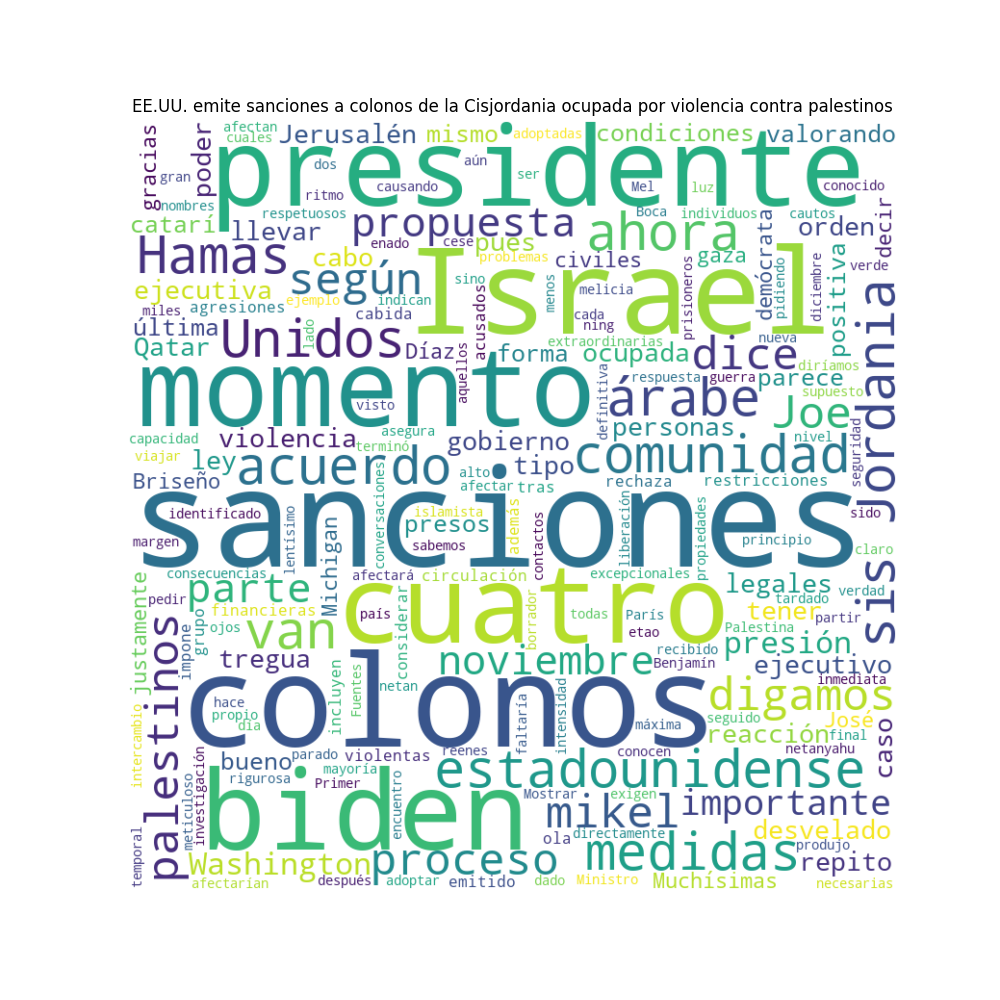 EE.UU. emite sanciones a colonos de la Cisjordania ocupada por violencia contra palestinos
afectan
cuales
Jerusalén mismo adoptadas condiciones valorando
gracias
gran
poder
presidente
dos
aún
ser
causando
Mel
luz
conocido
nombres
ritmo
respetuosos
Boca
individuos
cautos
catarí
llevar
propuesta
ahora
orden
decir
Hamas
enado
cese
pues
cabo
problemas
civiles
gaza
demócrata
pidiendo
verde
según
Israel
sino
prisioneros
diciembre
positiva
ejecutiva
ejemplo
indican
menos
melicia
miles
agresiones
cabida
cada
ning
última
lado
acusados
extraordinarias
nueva
Qatar
Unidos
Díaz
forma
ocupada
dice
diríamos
momento
aquellos
definitiva
respuesta
guerra
parece
supuesto
árabe
Joe
Jordania
visto
capacidad
violencia
asegura
terminó
gobierno
personas
nivel
seguridad
viajar
ley
acuerdo
tipo
comunidad
Briseño
alto
afectar
tras
rechaza
restricciones
conversaciones
sanciones
identificado
lentísimo
islamista
presos
además
contactos
liberación
propiedades
sido
margen
Michigan
sabemos
principio
claro
consecuencias
afectará
circulación
excepcionales
legales
verdad
justamente
parte
cuatro
sis
pedir
grupo
financieras
país
considerar
borrador
todas
París
Palestina
tener
tardado
partir
impone
ojos
van
etao
recibido
presión
palestinos
tregua
noviembre
Benjamín
ejecutivo
incluyen
Fuentes
netan
inmediata
colonos
digamos
hace
propio
dia
faltaría
intensidad
máxima
seguido
José
caso
intercambio
reacción
final
bueno
parado
violentas
reenes
conocen
netanyahu
rigurosa
mayoría
Primer
estadounidense
meticuloso
investigación
biden
encuentro
Mostrar
exigen
mikel
importante
ola
directamente
desvelado
produjo
temporal
Washington
proceso
medidas
repito
afectarían
después
adoptar
emitido
dado
Ministro
Muchísimas
necesarias